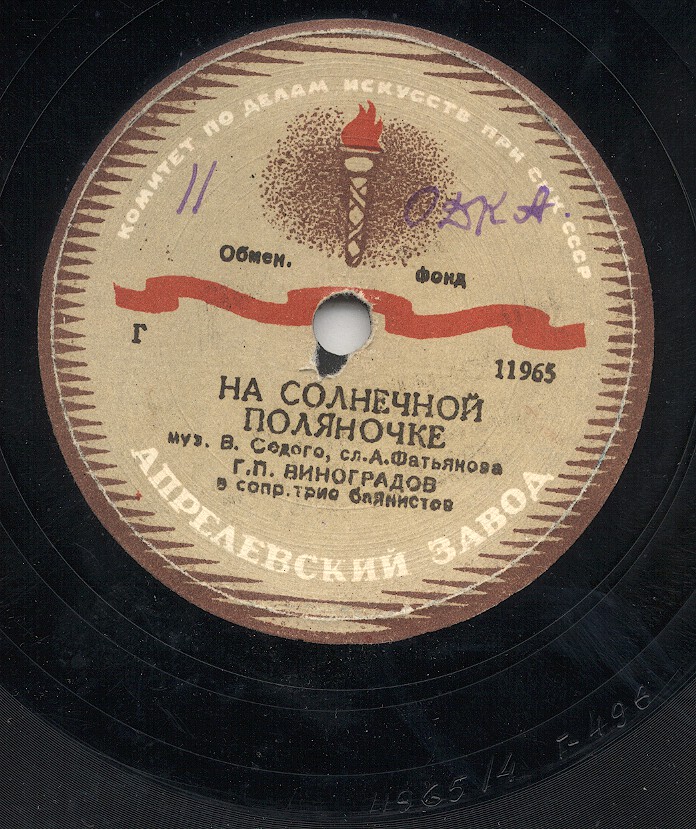 КОМИТЕТ ПО ДЕЛАМ ИСКУССТВ ПРИ СНК СССР
11
ОДКА.
Обмен. фонд
Г
11965
НА СОЛНЕЧНОЙ
ПОЛЯНОЧКЕ
муз. В. Седого, сл. А. Фатьянова
Г. П. ВИНОГРАДОВ
в сопр. трио баянистов
АПРЕЛЕВСКИЙ ЗАВОД
11965/4 Г-496